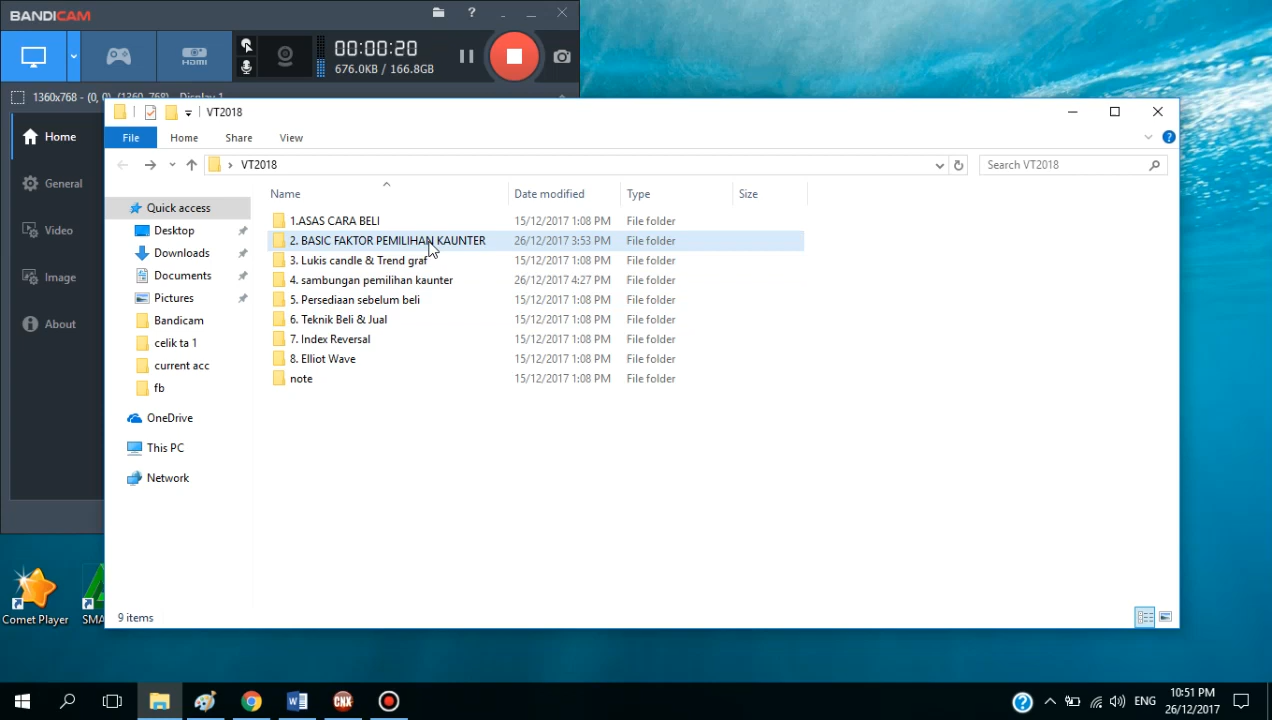 BANDICAM
?
HDMI
00:00:20
676.0KB / 166.8GB
1360x768 - (0, 0), (1360, 768), Display 1
Home
General
Video
Image
About
VT2018
File Home Share View
VT2018
Search VT2018
Name Date modified Type Size
Quick access
Desktop
Downloads
Documents
Pictures
Bandicam
celik ta 1
current acc
fb
OneDrive
This PC
Network
1.ASAS CARA BELI 15/12/2017 1:08 PM File folder
2. BASIC FAKTOR PEMILIHAN KAUNTER 26/12/2017 3:53 PM File folder
3. Lukis candle & Trend graf 15/12/2017 1:08 PM File folder
4. sambungan pemilihan kaunter 26/12/2017 4:27 PM File folder
5. Persediaan sebelum beli 15/12/2017 1:08 PM File folder
6. Teknik Beli & Jual 15/12/2017 1:08 PM File folder
7. Index Reversal 15/12/2017 1:08 PM File folder
8. Elliot Wave 15/12/2017 1:08 PM File folder
note 15/12/2017 1:08 PM File folder
9 items
Comet Player
SMA
CNX
ENG
10:51 PM
26/12/2017